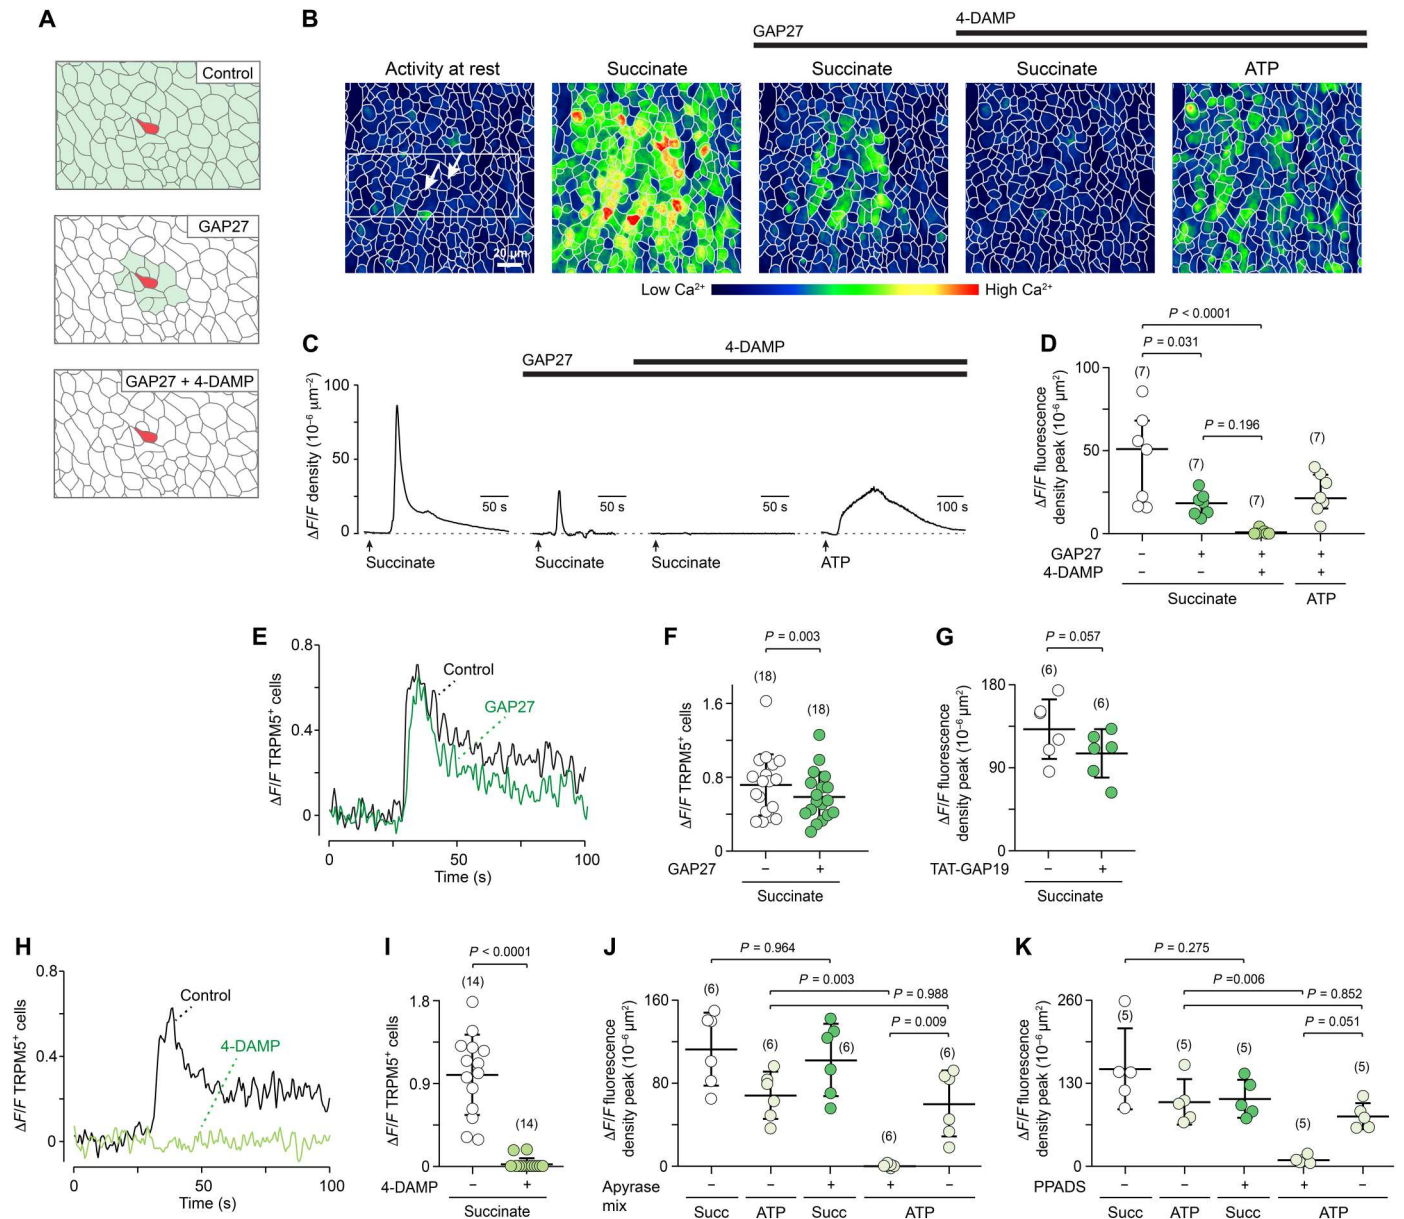 A
Control
GAP27
GAP27 + 4-DAMP
B
4-DAMP
GAP27
Activity at rest
Succinate
Succinate
Succinate
ATP
20 μm
Low Ca²⁺
High Ca²⁺
C
4-DAMP
GAP27
ΔF/F density (10⁻⁶ μm⁻²)
100
50
0
50 s
50 s
50 s
100 s
Succinate
Succinate
Succinate
ATP
D
P < 0.0001
P = 0.031
P = 0.196
ΔF/F fluorescence
density peak (10⁻⁶ μm²)
100
50
0
(7)
(7)
(7)
(7)
GAP27 − + + +
4-DAMP − − + +
Succinate
ATP
E
ΔF/F TRPM5⁺ cells
0.8
0.4
0
Control
GAP27
0 50 100
Time (s)
F
P = 0.003
(18)
(18)
ΔF/F TRPM5⁺ cells
1.6
0.8
0
GAP27 − +
Succinate
G
P = 0.057
(6)
(6)
ΔF/F fluorescence
density peak (10⁻⁶ μm²)
180
90
0
TAT-GAP19 − +
Succinate
H
ΔF/F TRPM5⁺ cells
0.8
0.4
0
Control
4-DAMP
0 50 100
Time (s)
I
P < 0.0001
(14)
(14)
ΔF/F TRPM5⁺ cells
1.8
0.9
0
4-DAMP − +
Succinate
J
P = 0.964
P = 0.003
P = 0.988
P = 0.009
ΔF/F fluorescence
density peak (10⁻⁶ μm²)
160
80
0
(6)
(6)
(6)
(6)
(6)
Apyrase − − + + −
mix
Succ ATP Succ ATP
K
P = 0.275
P =0.006
P = 0.852
P = 0.051
ΔF/F fluorescence
density peak (10⁻⁶ μm²)
260
130
0
(5)
(5)
(5)
(5)
(5)
PPADS − − + + −
Succ ATP Succ ATP